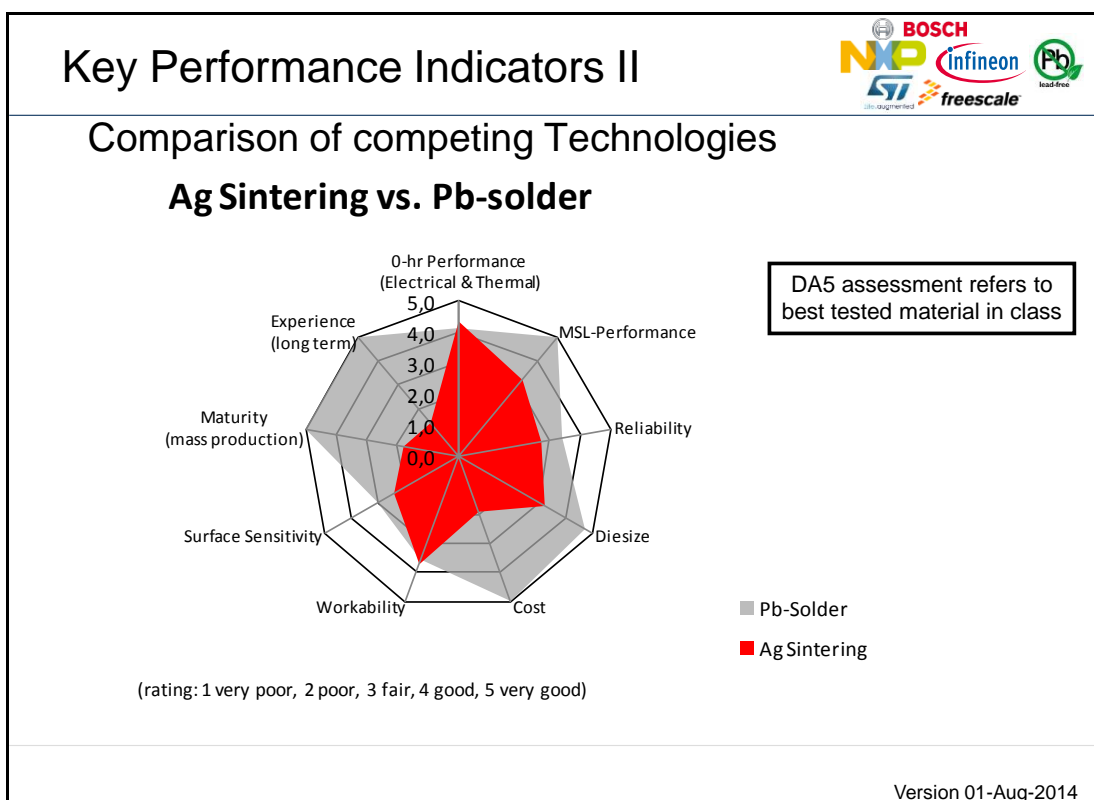 Key Performance Indicators II
BOSCH
NXP
infineon
Pb
lead-free
ST
life.augmented
freescale
Comparison of competing Technologies
Ag Sintering vs. Pb-solder
0-hr Performance
(Electrical & Thermal)
MSL-Performance
Reliability
Diesize
Cost
Workability
Surface Sensitivity
Maturity
(mass production)
Experience
(long term)
5,0
4,0
3,0
2,0
1,0
0,0
DA5 assessment refers to
best tested material in class
Pb-Solder
Ag Sintering
(rating: 1 very poor, 2 poor, 3 fair, 4 good, 5 very good)
Version 01-Aug-2014